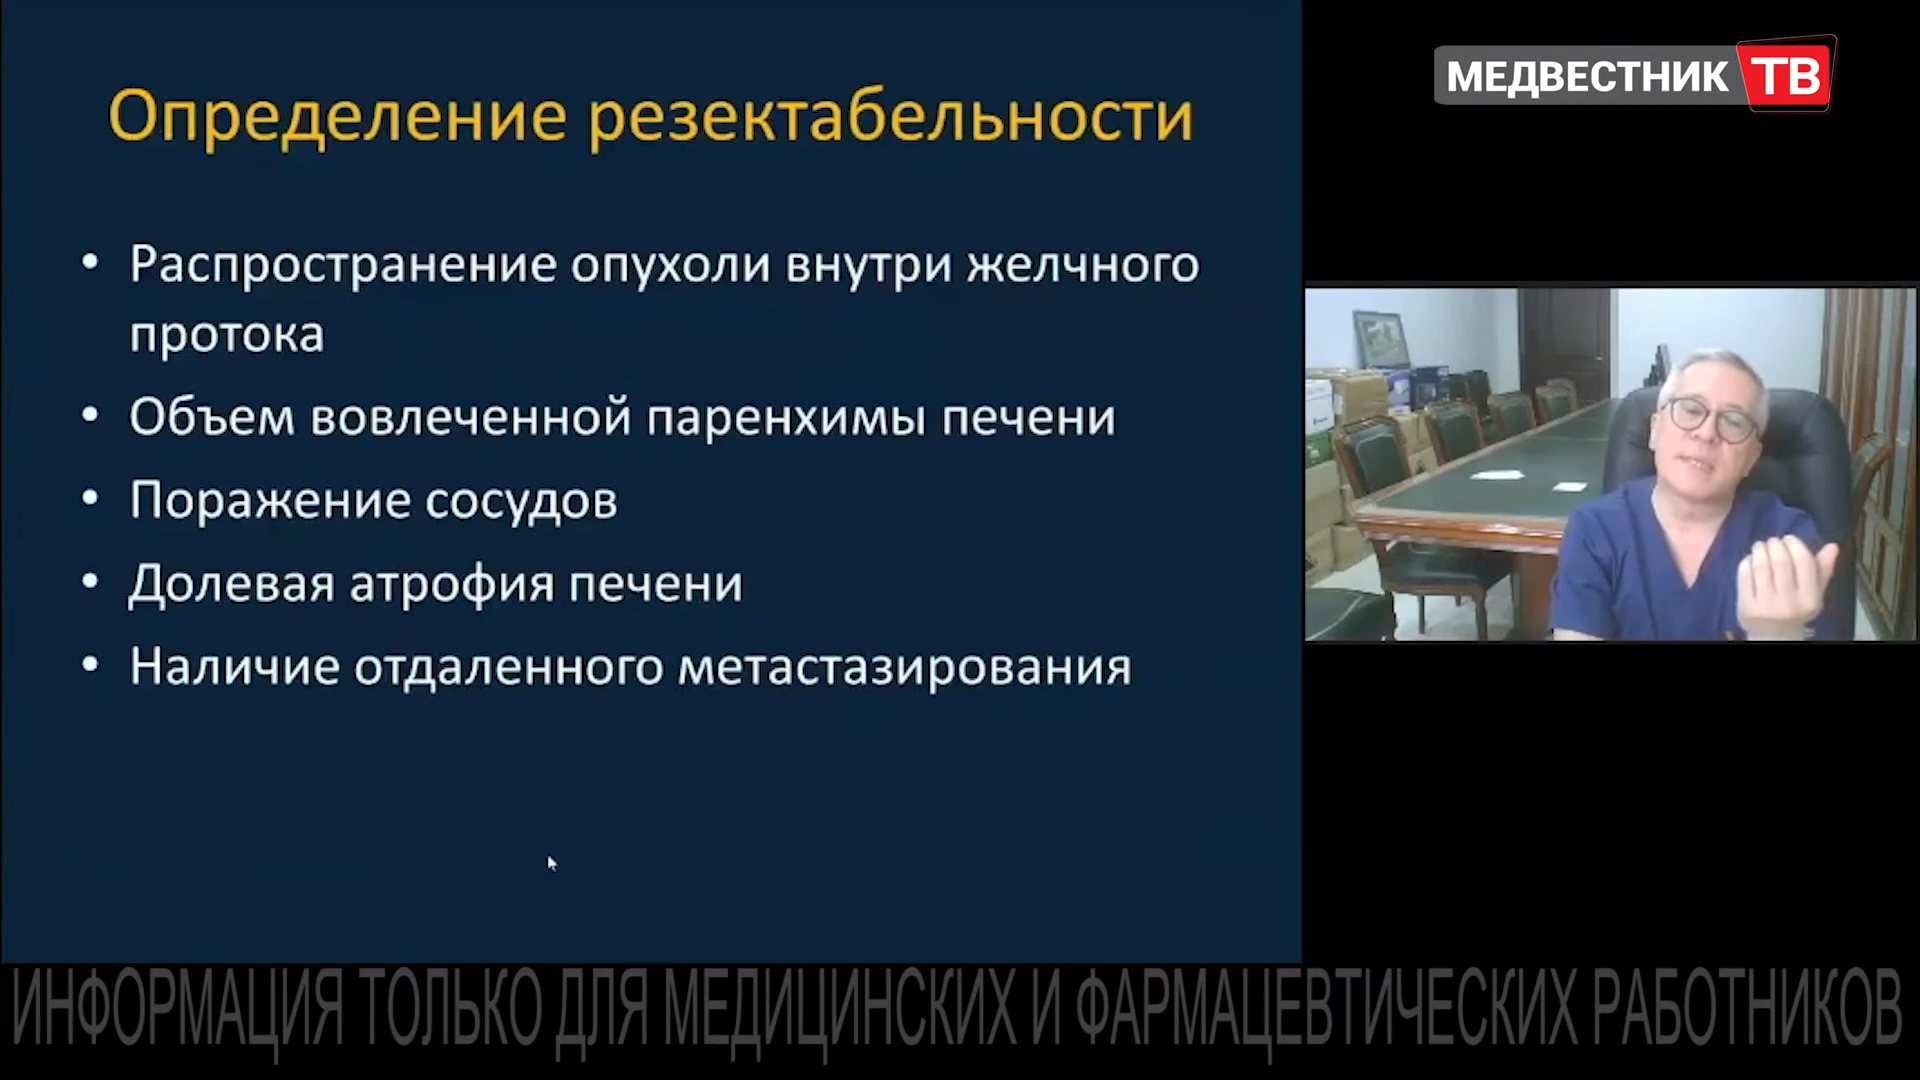 Определение резектабельности
• Распространение опухоли внутри желчного
протока
• Объем вовлеченной паренхимы печени
• Поражение сосудов
• Долевая атрофия печени
• Наличие отдаленного метастазирования
МЕДВЕСТНИК ТВ
ИНФОРМАЦИЯ ТОЛЬКО ДЛЯ МЕДИЦИНСКИХ И ФАРМАЦЕВТИЧЕСКИХ РАБОТНИКОВ